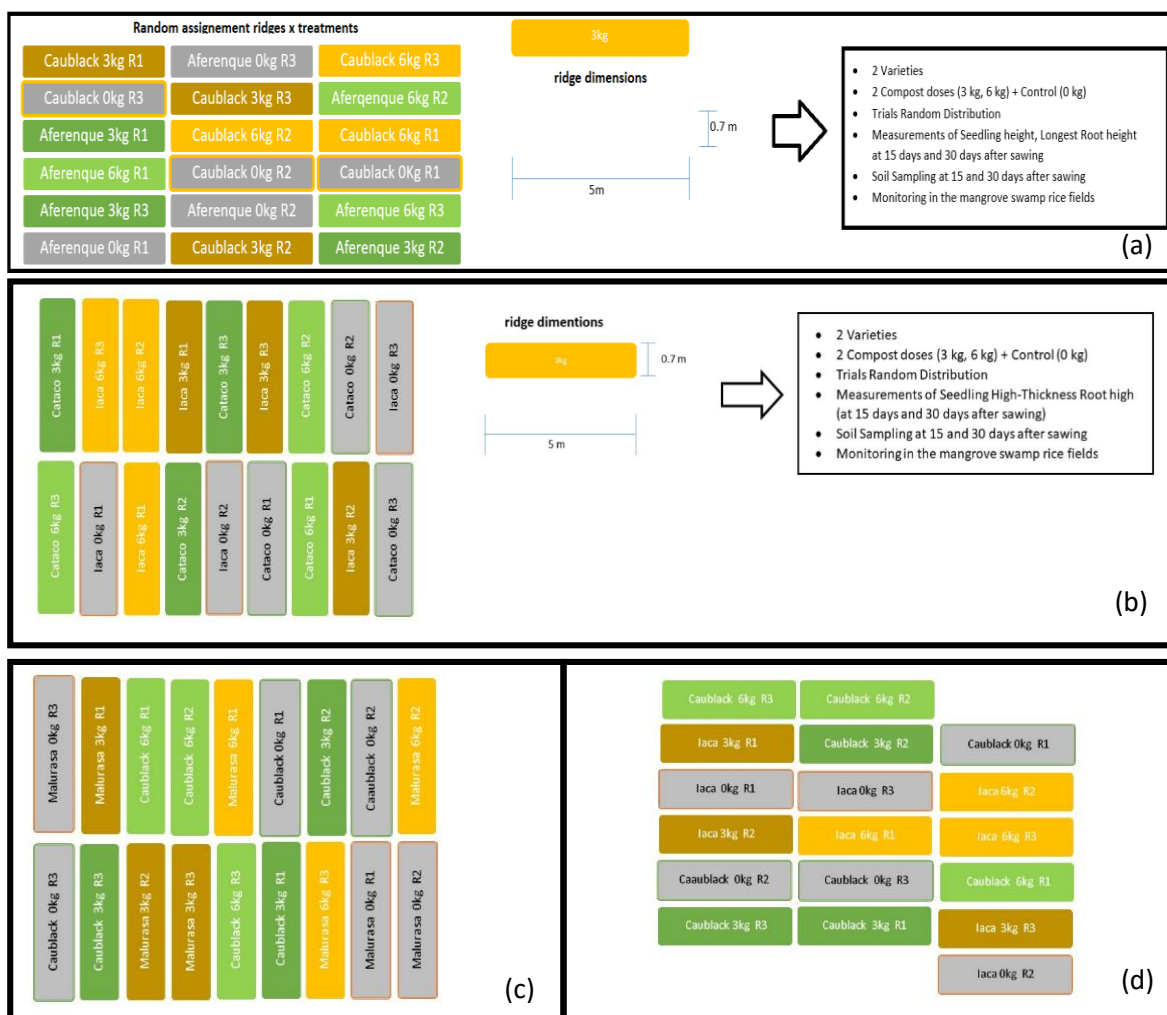 Random assignement ridges x treatments
Caublack 3kg R1
Aferenque 0kg R3
Caublack 6kg R3
Caublack 0kg R3
Caublack 3kg R3
Aferqenque 6kg R2
Aferenque 3kg R1
Caublack 6kg R2
Caublack 6kg R1
Aferenque 6kg R1
Caublack 0kg R2
Caublack 0Kg R1
Aferenque 3kg R3
Aferenque 0kg R2
Aferenque 6kg R3
Aferenque 0kg R1
Caublack 3kg R2
Aferenque 3kg R2
3kg
ridge dimensions
0.7 m
5m
• 2 Varieties
• 2 Compost doses (3 kg, 6 kg) + Control (0 kg)
• Trials Random Distribution
• Measurements of Seedling height, Longest Root height
at 15 days and 30 days after sawing
• Soil Sampling at 15 and 30 days after sawing
• Monitoring in the mangrove swamp rice fields
(a)
Cataco 3kg R1
Iaca 6kg R3
Iaca 6kg R2
Iaca 3kg R1
Cataco 3kg R3
Iaca 3kg R3
Cataco 6kg R2
Cataco 0kg R2
Iaca 0kg R3
Cataco 6kg R3
Iaca 0kg R1
Iaca 6kg R1
Cataco 3kg R2
Iaca 0kg R2
Cataco 0kg R1
Cataco 6kg R1
Iaca 3kg R2
Cataco 0kg R3
ridge dimentions
3kg
0.7 m
5 m
• 2 Varieties
• 2 Compost doses (3 kg, 6 kg) + Control (0 kg)
• Trials Random Distribution
• Measurements of Seedling High-Thickness Root high
(at 15 days and 30 days after sawing)
• Soil Sampling at 15 and 30 days after sawing
• Monitoring in the mangrove swamp rice fields
(b)
Malurasa 0kg R3
Malurasa 3kg R1
Caublack 6kg R1
Caublack 6kg R2
Malurasa 6kg R1
Caublack 0kg R1
Caublack 3kg R2
Caaublack 0kg R2
Malurasa 6kg R2
Caublack 0kg R3
Caublack 3kg R3
Malurasa 3kg R2
Malurasa 3kg R3
Caublack 6kg R3
Caublack 3kg R1
Malurasa 6kg R3
Malurasa 0kg R1
Malurasa 0kg R2
(c)
Caublack 6kg R3
Caublack 6kg R2
Iaca 3kg R1
Caublack 3kg R2
Caublack 0kg R1
Iaca 0kg R1
Iaca 0kg R3
Iaca 6kg R2
Iaca 3kg R2
Iaca 6kg R1
Iaca 6kg R3
Caaublack 0kg R2
Caublack 0kg R3
Caublack 6kg R1
Caublack 3kg R3
Caublack 3kg R1
Iaca 3kg R3
Iaca 0kg R2
(d)